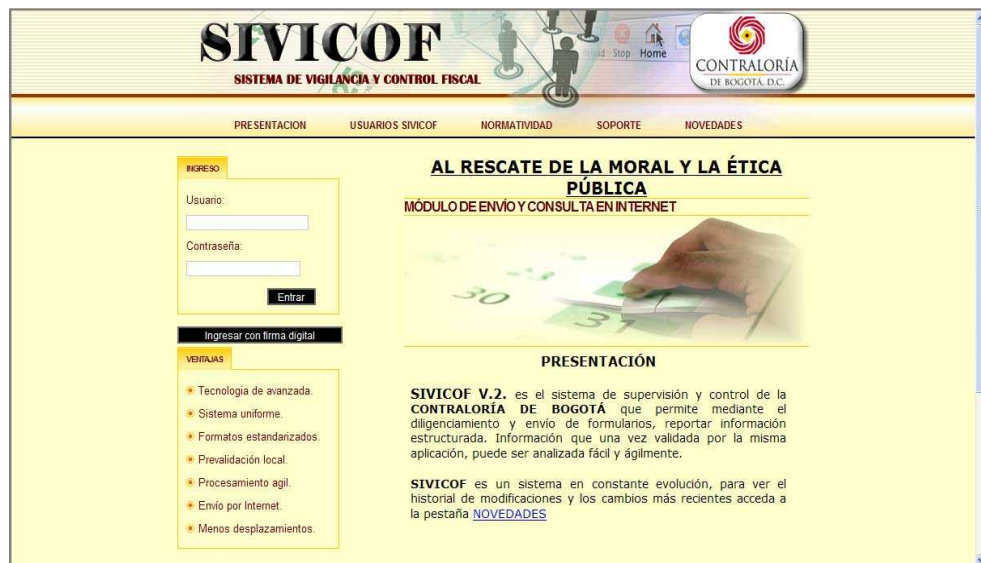 SIVICOF
SISTEMA DE VIGILANCIA Y CONTROL FISCAL
Stop Home
CONTRALORÍA
DE BOGOTÁ, D.C.
PRESENTACION USUARIOS SIVICOF NORMATIVIDAD SOPORTE NOVEDADES
INGRESO
Usuario:
Contraseña:
Entrar
Ingresar con firma digital
VENTAJAS
Tecnologia de avanzada.
Sistema uniforme.
Formatos estandarizados.
Prevalidación local.
Procesamiento agil.
Envío por Internet.
Menos desplazamientos.
AL RESCATE DE LA MORAL Y LA ÉTICA
PÚBLICA
MÓDULO DE ENVÍO Y CONSULTA EN INTERNET
30
31
PRESENTACIÓN
SIVICOF V.2. es el sistema de supervisión y control de la
CONTRALORÍA DE BOGOTÁ que permite mediante el
diligenciamiento y envío de formularios, reportar información
estructurada. Información que una vez validada por la misma
aplicación, puede ser analizada fácil y ágilmente.
SIVICOF es un sistema en constante evolución, para ver el
historial de modificaciones y los cambios más recientes acceda a
la pestaña NOVEDADES